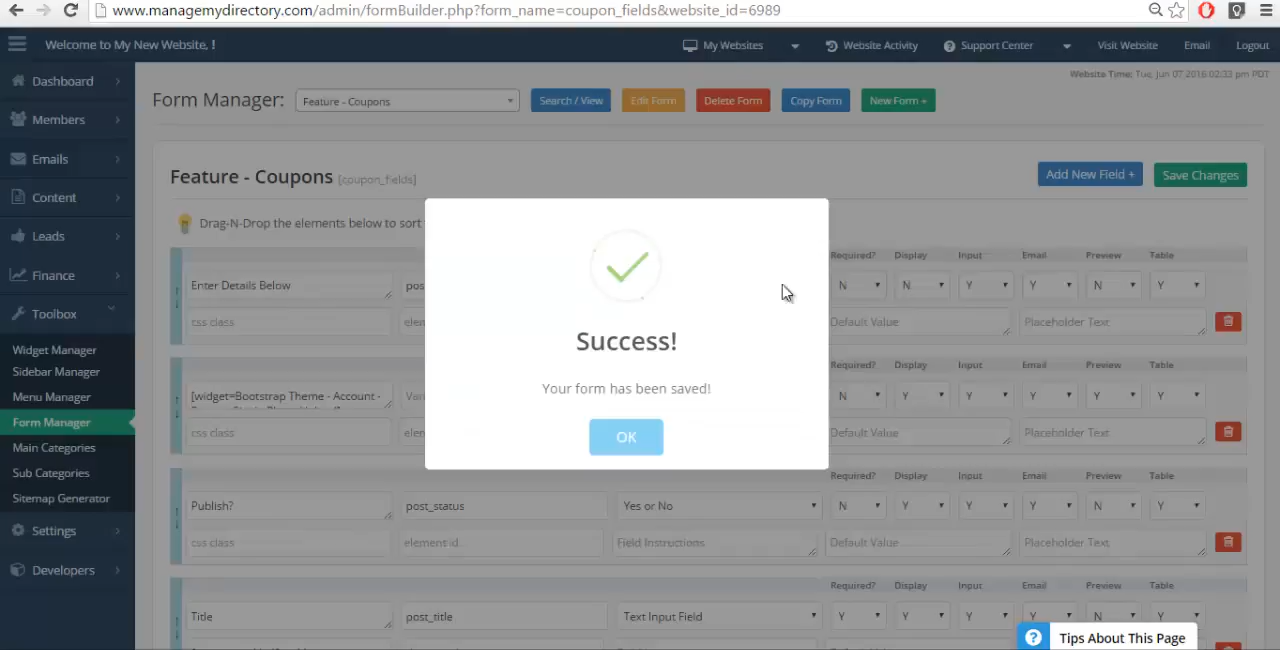 www.managemydirectory.com/admin/formBuilder.php?form_name=coupon_fields&website_id=6989
Welcome to My New Website, !
My Websites
Website Activity
Support Center
Visit Website
Email
Logout
Website Time: Tue, Jun 07 2016 02:33 pm PDT
Dashboard
Members
Emails
Content
Leads
Finance
Toolbox
Widget Manager
Sidebar Manager
Menu Manager
Form Manager
Main Categories
Sub Categories
Sitemap Generator
Settings
Developers
Form Manager:
Feature - Coupons
Search / View
Edit Form
Delete Form
Copy Form
New Form +
Feature - Coupons [coupon_fields]
Add New Field +
Save Changes
Drag-N-Drop the elements below to sort
Required? Display Input Email Preview Table
Enter Details Below
pos
N N Y Y N Y
css class
elem
Default Value
Placeholder Text
Required? Display Input Email Preview Table
[widget=Bootstrap Theme - Account -
Vari
N Y Y Y Y Y
css class
elem
Default Value
Placeholder Text
Success!
Your form has been saved!
OK
Required? Display Input Email Preview Table
Publish?
post_status
Yes or No
N Y Y Y N Y
css class
element id
Field Instructions
Default Value
Placeholder Text
Required? Display Input Email Preview Table
Title
post_title
Text Input Field
Y Y Y Y N Y
? Tips About This Page